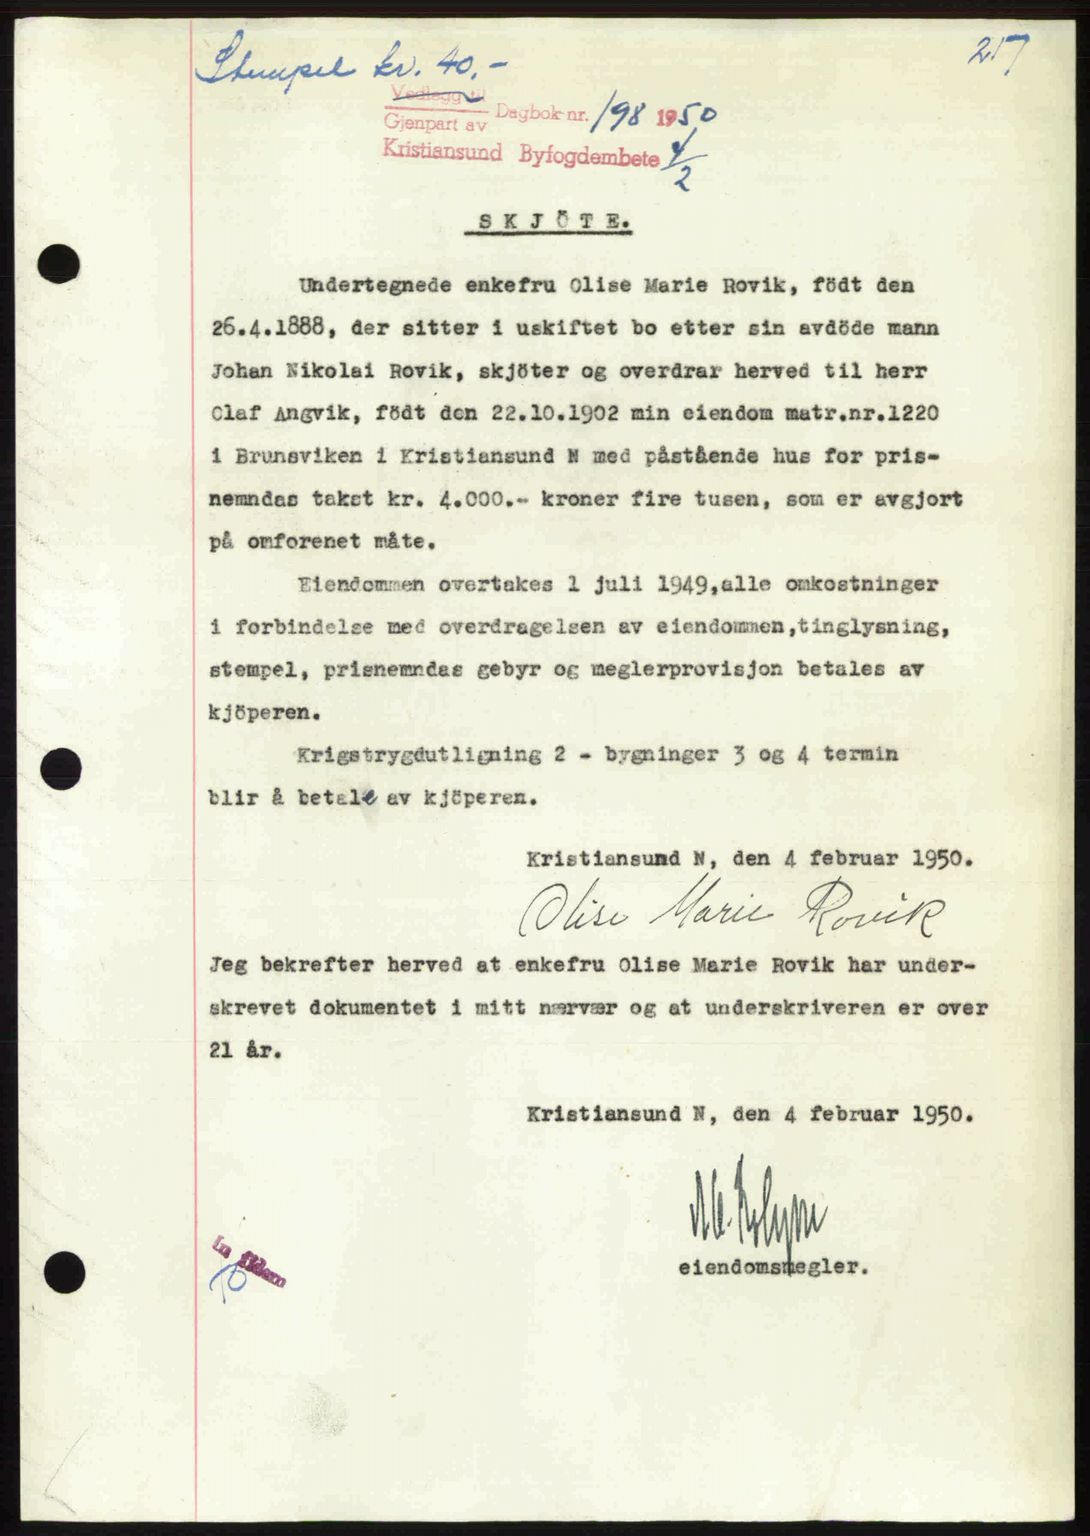 Stempel kr. 40.-
217
Vedlegg til
Gjenpart av
Dagbok nr. 198 1950
Kristiansund Byfogdembete 4/2
SKJÖTE.
Undertegnede enkefru Olise Marie Rovik, födt den
26.4.1888, der sitter i uskiftet bo etter sin avdöde mann
Johan Nikolai Rovik, skjöter og overdrar herved til herr
Olaf Angvik, födt den 22.10.1902 min eiendom matr.nr.1220
i Brunsviken i Kristiansund N med påstående hus for pris-
nemndas takst kr. 4.000.- kroner fire tusen, som er avgjort
på omforenet måte.
Eiendommen overtakes 1 juli 1949,alle omkostninger
i forbindelse med overdragelsen av eiendommen,tinglysning,
stempel, prisnemndas gebyr og meglerprovisjon betales av
kjöperen.
Krigstrygdutligning 2 - bygninger 3 og 4 termin
blir å betale av kjöperen.
Kristiansund N, den 4 februar 1950.
Olise Marie Rovik
Jeg bekrefter herved at enkefru Olise Marie Rovik har under-
skrevet dokumentet i mitt nærvær og at underskriveren er over
21 år.
Kristiansund N, den 4 februar 1950.
eiendomsmegler.
In fidem